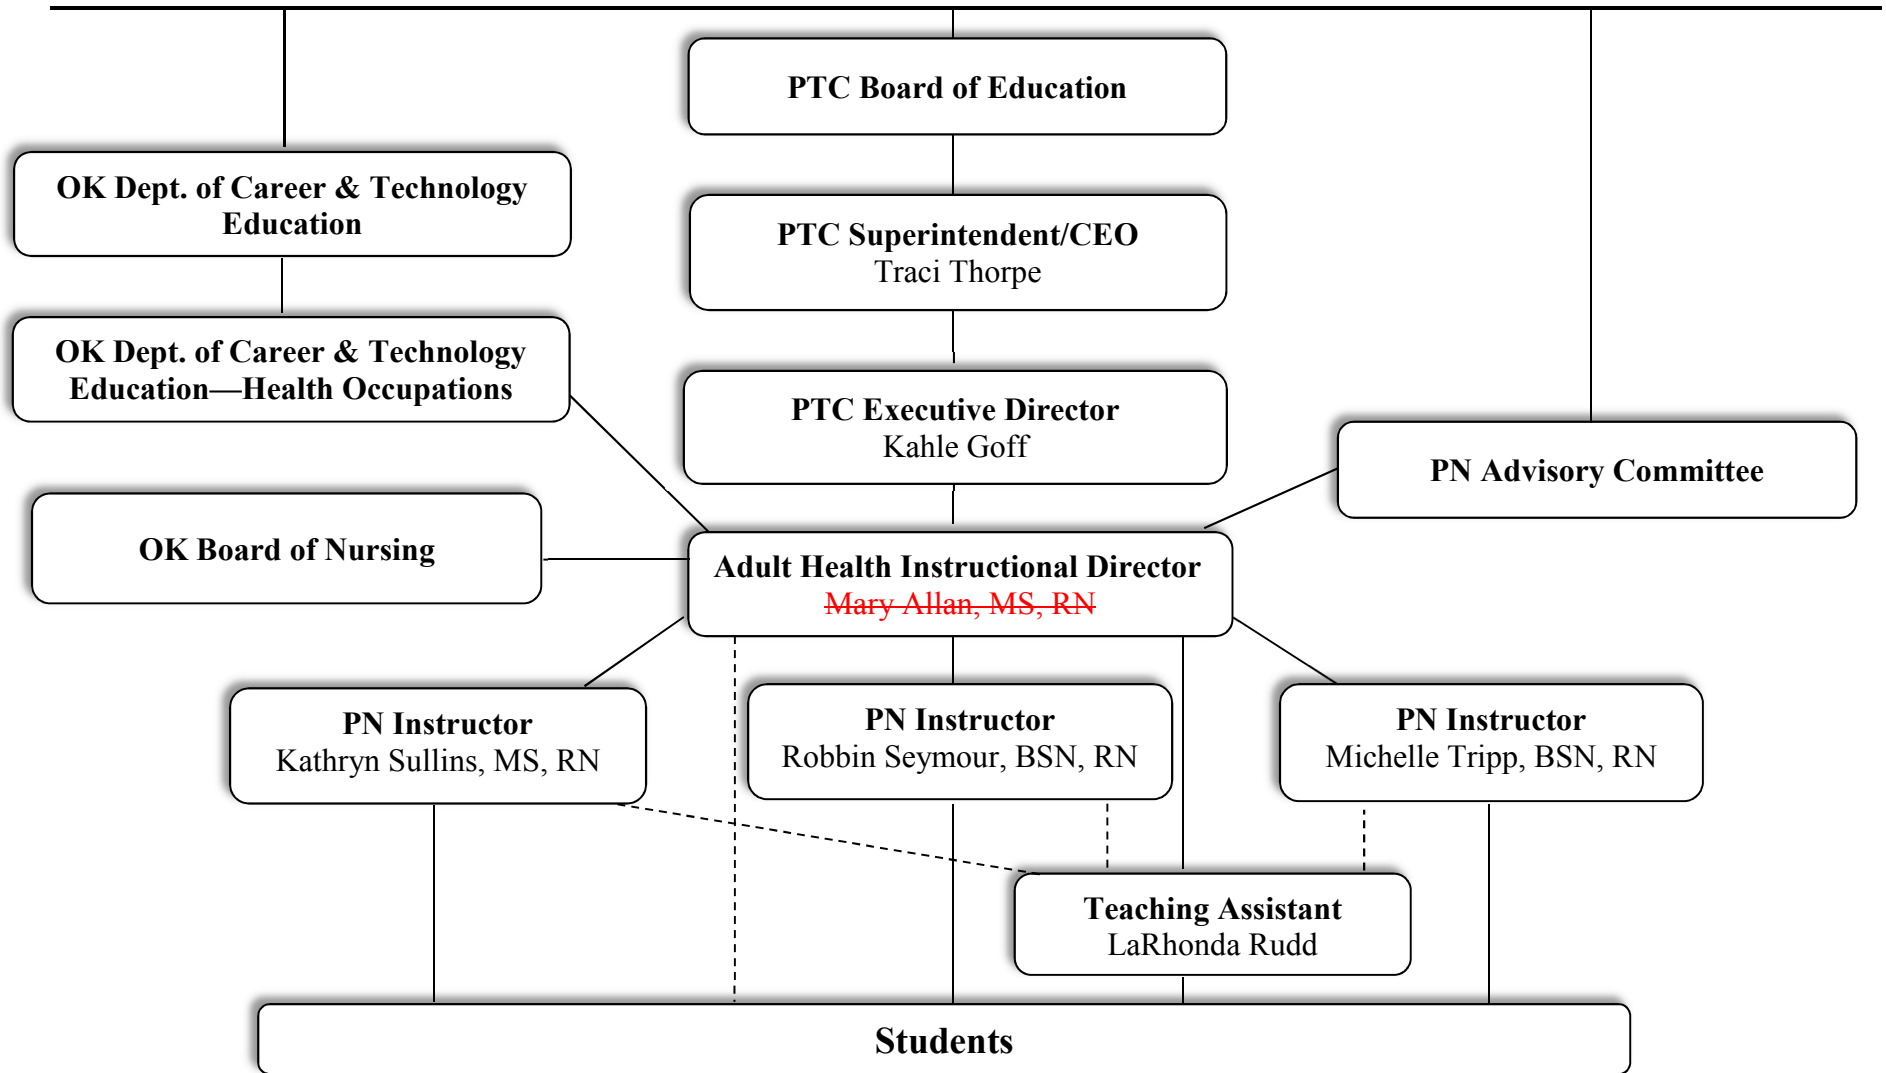 PTC Board of Education
OK Dept. of Career & Technology
Education
PTC Superintendent/CEO
Traci Thorpe
OK Dept. of Career & Technology
Education—Health Occupations
PTC Executive Director
Kahle Goff
PN Advisory Committee
OK Board of Nursing
Adult Health Instructional Director
Mary Allan, MS, RN
PN Instructor
Kathryn Sullins, MS, RN
PN Instructor
Robbin Seymour, BSN, RN
PN Instructor
Michelle Tripp, BSN, RN
Teaching Assistant
LaRhonda Rudd
Students